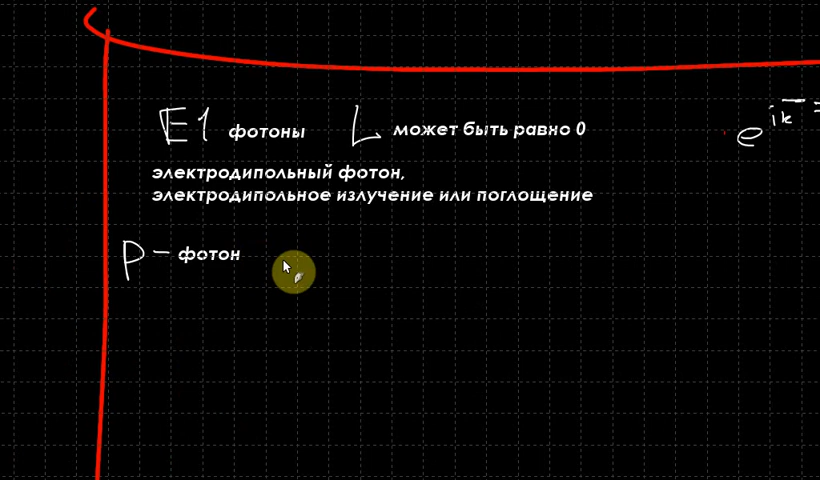 E1 фотоны L может быть равно 0
e^ik
электродипольный фотон,
электродипольное излучение или поглощение
p – фотон